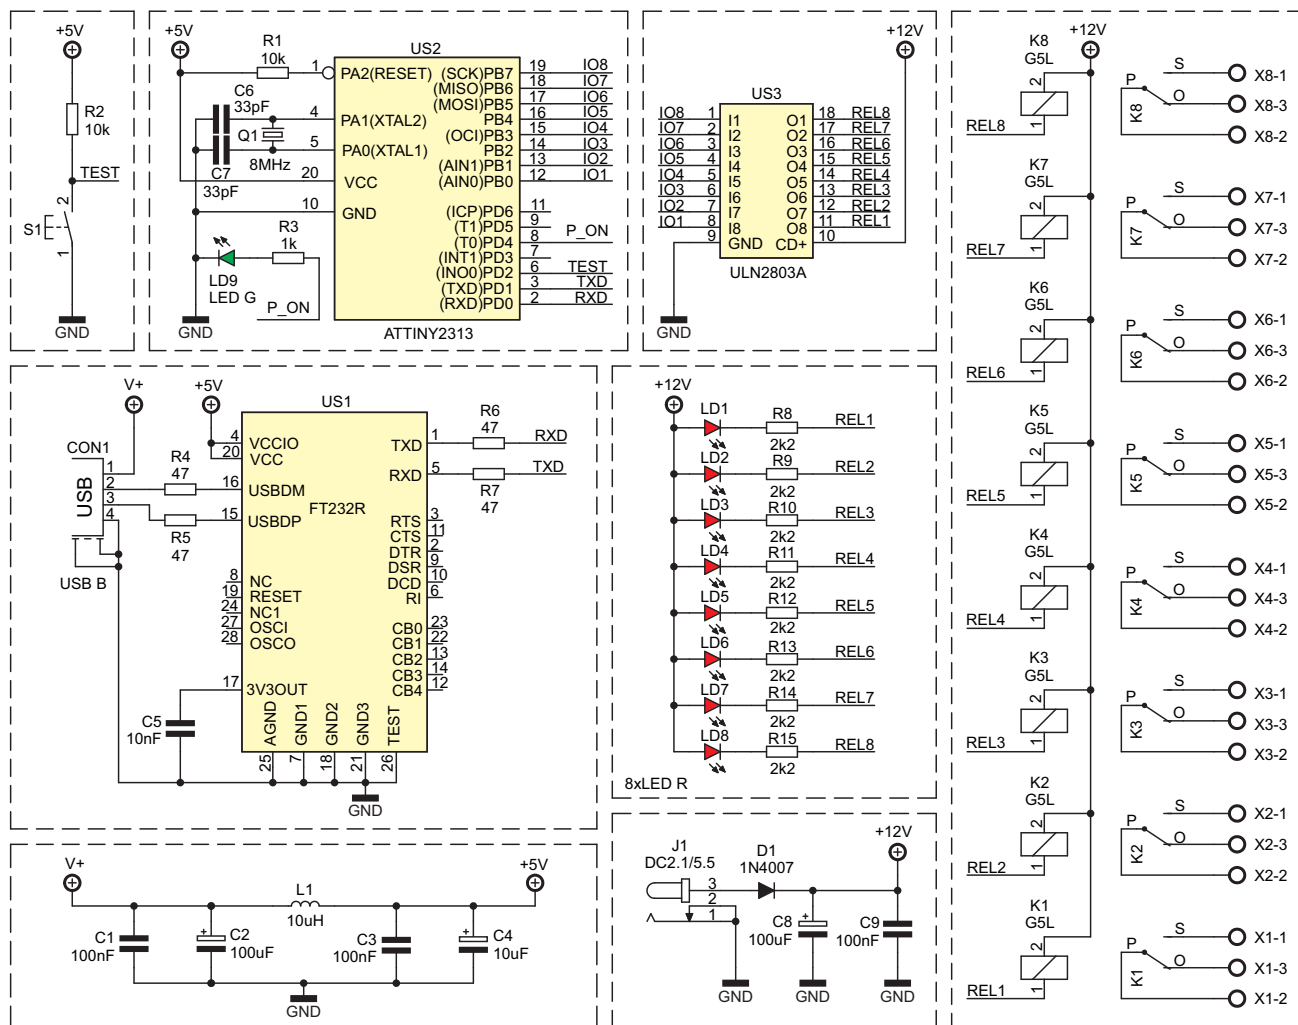 +5V
R2
10k
TEST
2
S1
1
GND
+5V
US2
R1
10k
1
PA2(RESET)
C6
33pF
4
PA1(XTAL2)
Q1
8MHz
5
PA0(XTAL1)
C7
33pF
20
VCC
10
GND
R3
1k
LD9
LED G
P_ON
GND
(SCK)PB7 19 IO8
(MISO)PB6 18 IO7
(MOSI)PB5 17 IO6
PB4 16 IO5
(OCI)PB3 15 IO4
PB2 14 IO3
(AIN1)PB1 13 IO2
(AIN0)PB0 12 IO1
(ICP)PD6 11
(T1)PD5 9
(T0)PD4 8 P_ON
(INT1)PD3 7
(INO0)PD2 6 TEST
(TXD)PD1 3 TXD
(RXD)PD0 2 RXD
ATTINY2313
+12V
US3
IO8 1 I1 O1 18 REL8
IO7 2 I2 O2 17 REL7
IO6 3 I3 O3 16 REL6
IO5 4 I4 O4 15 REL5
IO4 5 I5 O5 14 REL4
IO3 6 I6 O6 13 REL3
IO2 7 I7 O7 12 REL2
IO1 8 I8 O8 11 REL1
9 GND CD+ 10
ULN2803A
GND
V+
+5V
US1
CON1
USB
1
2
3
4
USB B
R4
47
R5
47
4 VCCIO
20 VCC
16 USBDM
15 USBDP
FT232R
8 NC
19 RESET
24 NC1
27 OSCI
28 OSCO
17 3V3OUT
C5
10nF
TXD 1
R6
47
RXD
RXD 5
R7
47
TXD
RTS 3
CTS 11
DTR 2
DSR 9
DCD 10
RI 6
CB0 23
CB1 22
CB2 13
CB3 14
CB4 12
AGND 25
GND1 7
GND2 18
GND3 21
TEST 26
GND
+12V
LD1 R8 2k2 REL1
LD2 R9 2k2 REL2
LD3 R10 2k2 REL3
LD4 R11 2k2 REL4
LD5 R12 2k2 REL5
LD6 R13 2k2 REL6
LD7 R14 2k2 REL7
LD8 R15 2k2 REL8
8xLED R
V+
L1
10uH
+5V
C1
100nF
+
C2
100uF
C3
100nF
+
C4
10uF
GND
J1
DC2.1/5.5
3
2
1
D1
1N4007
+12V
+
C8
100uF
C9
100nF
GND
GND
GND
+12V
K8
G5L
2
1
REL8
P
K8
S
O
X8-1
X8-3
X8-2
K7
G5L
2
1
REL7
P
K7
S
O
X7-1
X7-3
X7-2
K6
G5L
2
1
REL6
P
K6
S
O
X6-1
X6-3
X6-2
K5
G5L
2
1
REL5
P
K5
S
O
X5-1
X5-3
X5-2
K4
G5L
2
1
REL4
P
K4
S
O
X4-1
X4-3
X4-2
K3
G5L
2
1
REL3
P
K3
S
O
X3-1
X3-3
X3-2
K2
G5L
2
1
REL2
P
K2
S
O
X2-1
X2-3
X2-2
K1
G5L
2
1
REL1
P
K1
S
O
X1-1
X1-3
X1-2